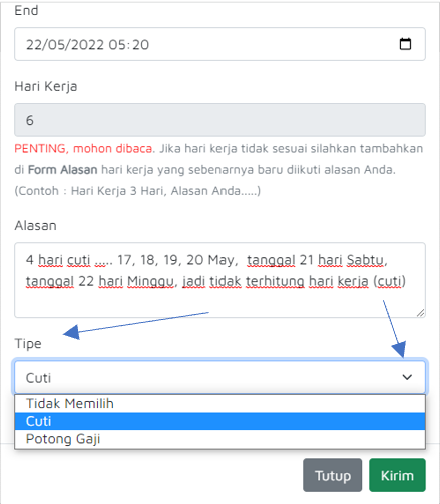 End
22/05/2022 05:20
Hari Kerja
6
PENTING, mohon dibaca. Jika hari kerja tidak sesuai silahkan tambahkan
di Form Alasan hari kerja yang sebenarnya baru diikuti alasan Anda.
(Contoh : Hari Kerja 3 Hari, Alasan Anda.....)
Alasan
4 hari cuti ..... 17, 18, 19, 20 May,  tanggal 21 hari Sabtu,
tanggal 22 hari Minggu, jadi tidak terhitung hari kerja (cuti)
Tipe
Cuti
Tidak Memilih
Cuti
Potong Gaji
Tutup Kirim